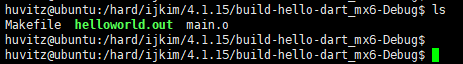 huvitz@ubuntu:/hard/ijkim/4.1.15/build-hello-dart_mx6-Debug$ ls
Makefile  helloworld.out  main.o
huvitz@ubuntu:/hard/ijkim/4.1.15/build-hello-dart_mx6-Debug$
huvitz@ubuntu:/hard/ijkim/4.1.15/build-hello-dart_mx6-Debug$